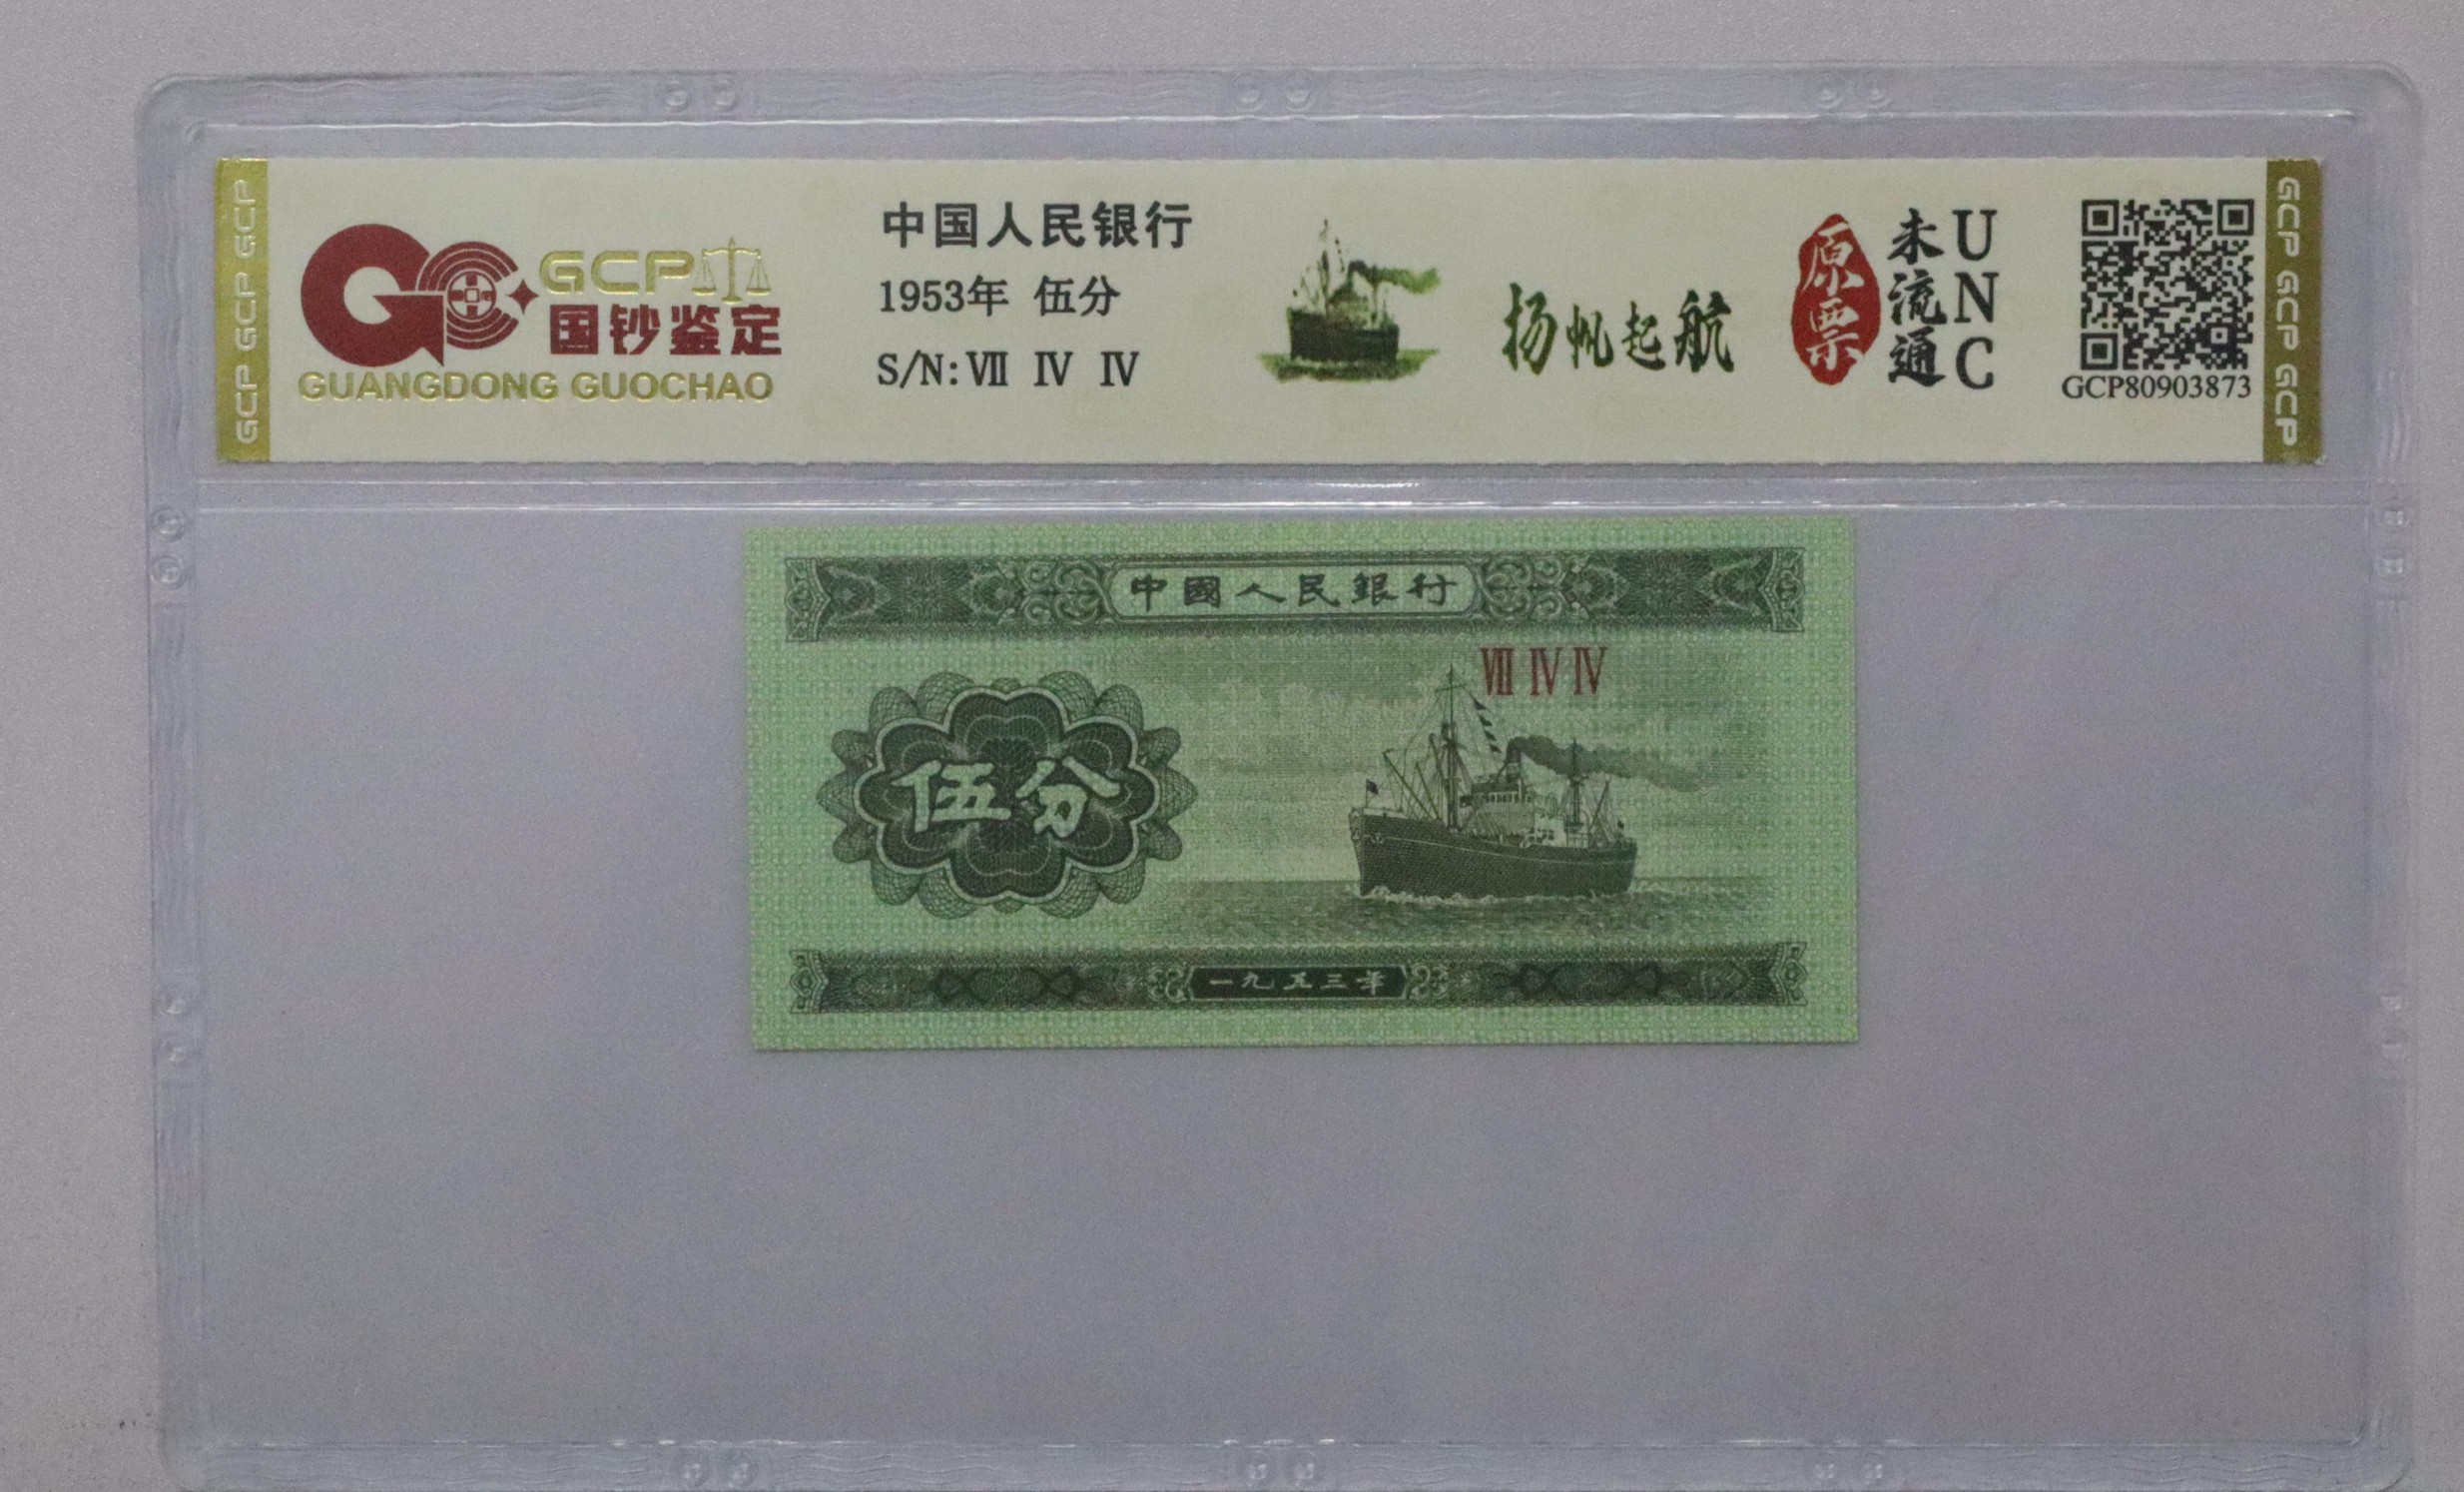 GCP GCP GCP
GCP
国钞鉴定
GUANGDONG GUOCHAO
中国人民银行
1953年 伍分
S/N: Ⅶ Ⅳ Ⅳ
扬帆起航
原票
未流通
UNC
GCP80903873
GCP GCP GCP
中國人民銀行
Ⅶ Ⅳ Ⅳ
伍分
一九五三年